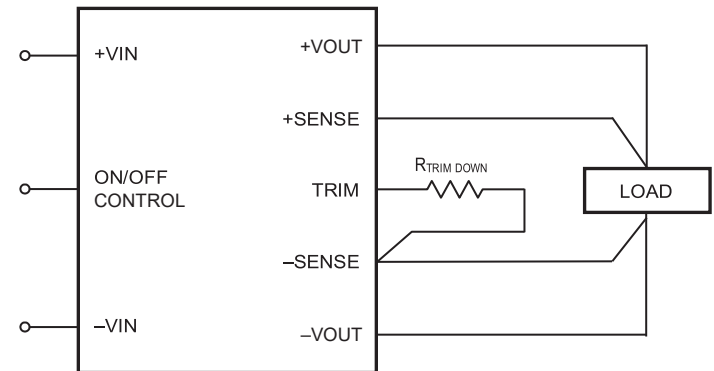 +VIN
ON/OFF
CONTROL
–VIN
+VOUT
+SENSE
TRIM
–SENSE
–VOUT
RTRIM DOWN
LOAD